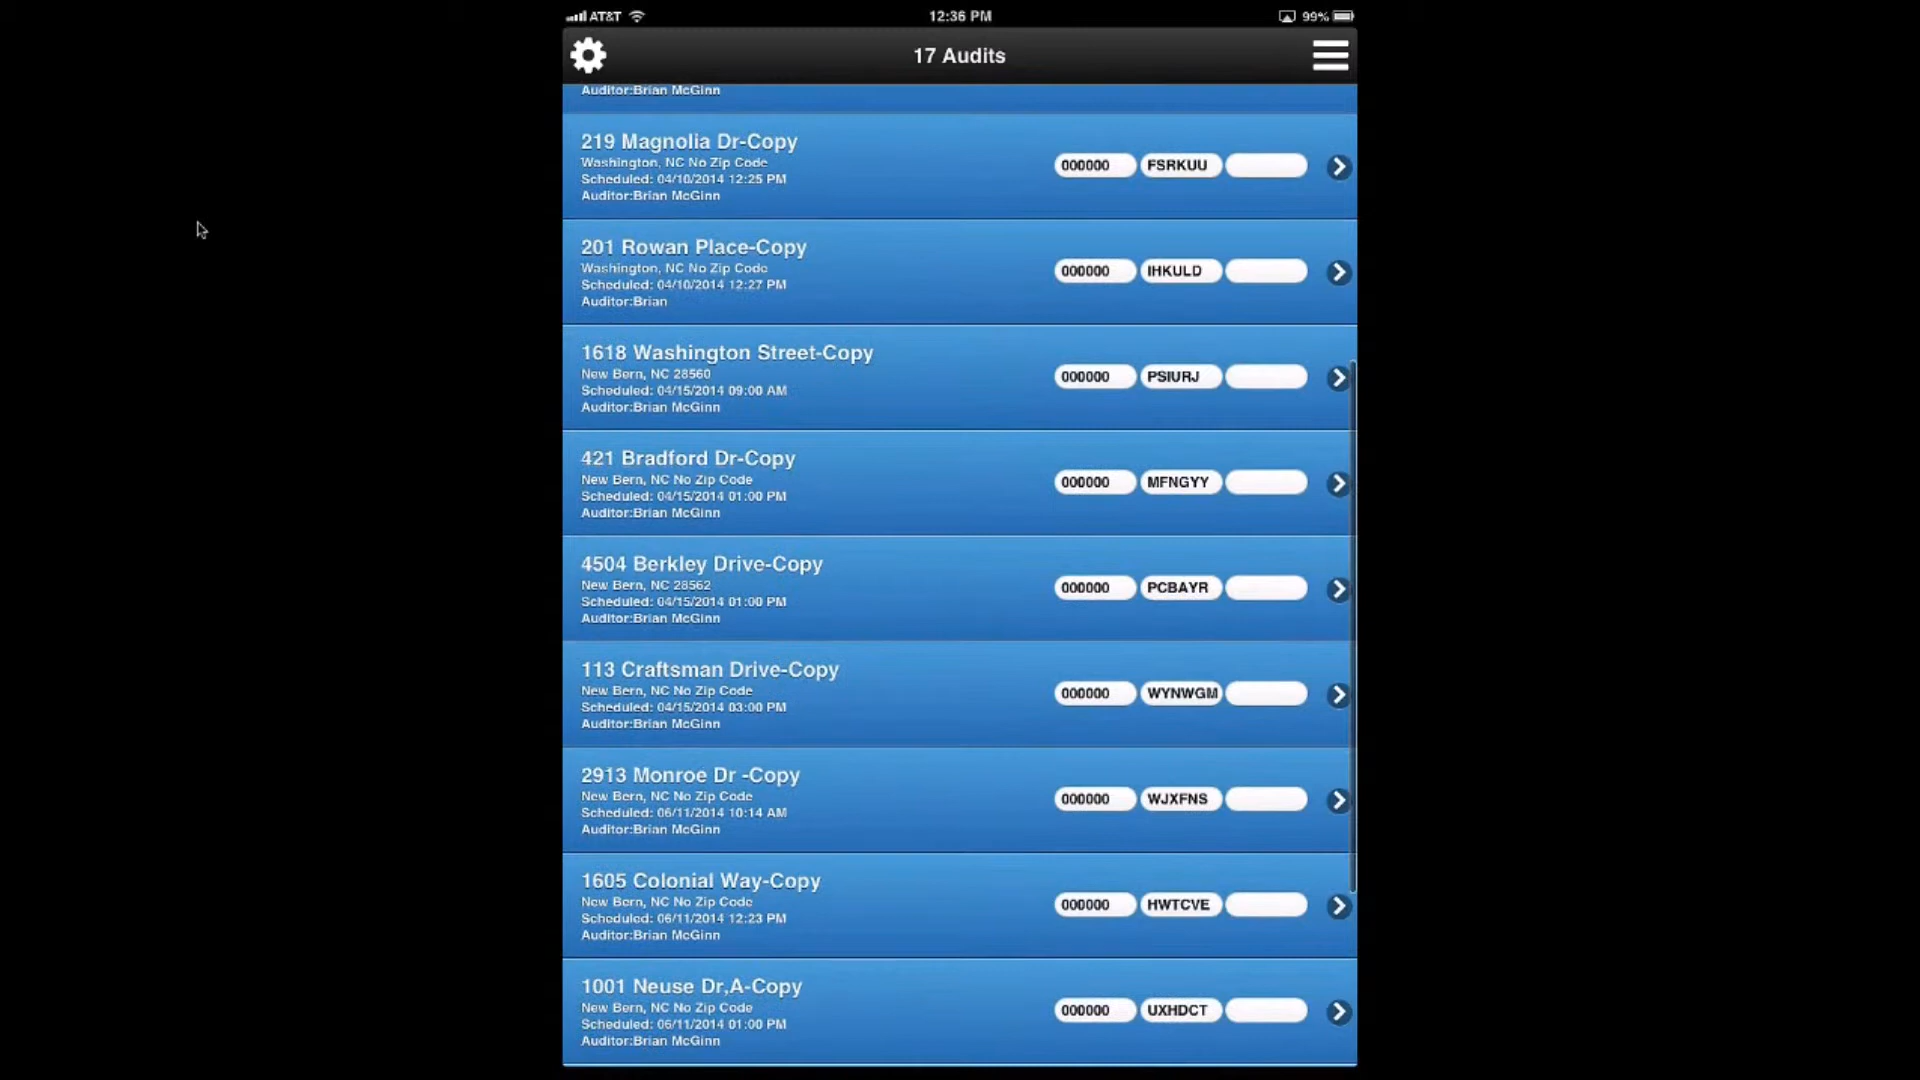 AT&T 12:36 PM 99%
17 Audits
Auditor:Brian McGinn
219 Magnolia Dr-Copy
Washington, NC No Zip Code
Scheduled: 04/10/2014 12:25 PM
Auditor:Brian McGinn
000000 FSRKUU
201 Rowan Place-Copy
Washington, NC No Zip Code
Scheduled: 04/10/2014 12:27 PM
Auditor:Brian
000000 IHKULD
1618 Washington Street-Copy
New Bern, NC 28560
Scheduled: 04/15/2014 09:00 AM
Auditor:Brian McGinn
000000 PSIURJ
421 Bradford Dr-Copy
New Bern, NC No Zip Code
Scheduled: 04/15/2014 01:00 PM
Auditor:Brian McGinn
000000 MFNGYY
4504 Berkley Drive-Copy
New Bern, NC 28562
Scheduled: 04/15/2014 01:00 PM
Auditor:Brian McGinn
000000 PCBAYR
113 Craftsman Drive-Copy
New Bern, NC No Zip Code
Scheduled: 04/15/2014 03:00 PM
Auditor:Brian McGinn
000000 WYNWGM
2913 Monroe Dr -Copy
New Bern, NC No Zip Code
Scheduled: 06/11/2014 10:14 AM
Auditor:Brian McGinn
000000 WJXFNS
1605 Colonial Way-Copy
New Bern, NC No Zip Code
Scheduled: 06/11/2014 12:23 PM
Auditor:Brian McGinn
000000 HWTCVE
1001 Neuse Dr,A-Copy
New Bern, NC No Zip Code
Scheduled: 06/11/2014 01:00 PM
Auditor:Brian McGinn
000000 UXHDCT